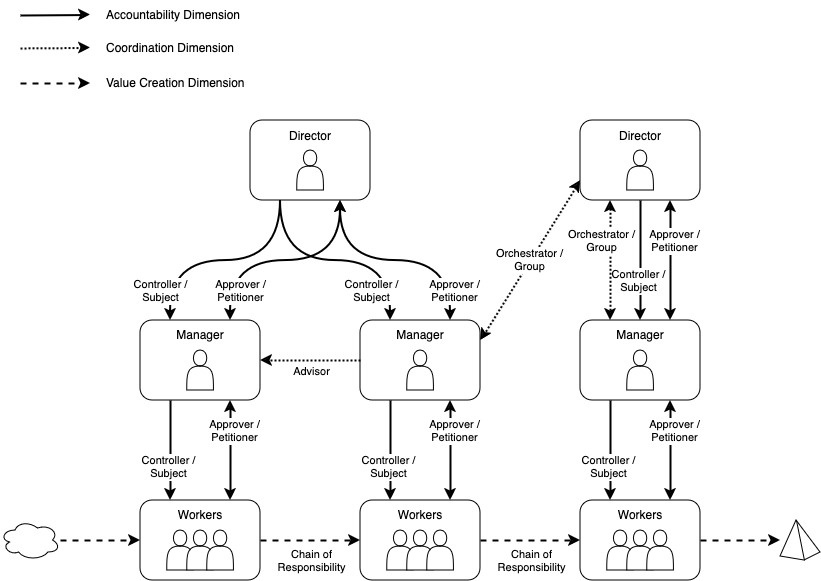 Accountability Dimension
Coordination Dimension
Value Creation Dimension
Director
Director
Orchestrator /
Group
Orchestrator /
Group
Approver /
Petitioner
Controller /
Subject
Controller /
Subject
Approver /
Petitioner
Controller /
Subject
Approver /
Petitioner
Manager
Manager
Manager
Advisor
Approver /
Petitioner
Approver /
Petitioner
Approver /
Petitioner
Controller /
Subject
Controller /
Subject
Controller /
Subject
Workers
Workers
Workers
Chain of
Responsibility
Chain of
Responsibility